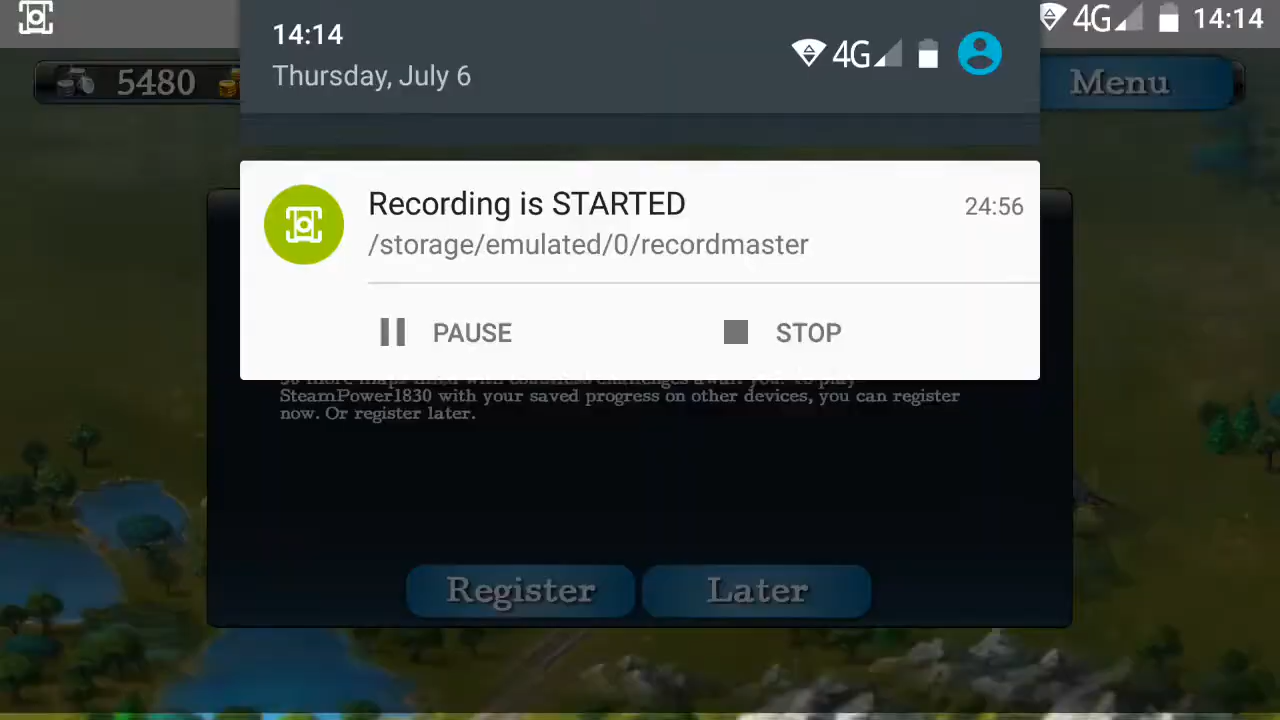 14:14
Thursday, July 6
4G
4G 14:14
5480
Menu
Recording is STARTED
24:56
/storage/emulated/0/recordmaster
PAUSE
STOP
SteamPower1830 with your saved progress on other devices, you can register
now. Or register later.
Register
Later